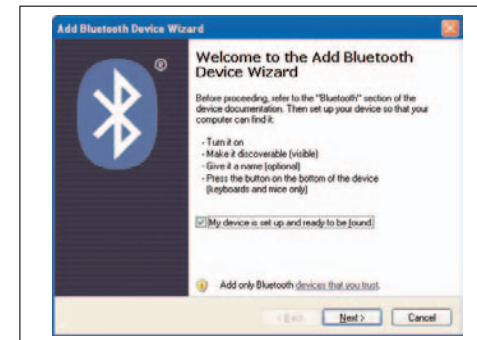 Add Bluetooth Device Wizard
®
Welcome to the Add Bluetooth
Device Wizard
Before proceeding, refer to the "Bluetooth" section of the
device documentation. Then set up your device so that your
computer can find it:
- Turn it on
- Make it discoverable (visible)
- Give it a name (optional)
- Press the button on the bottom of the device
(keyboards and mice only)
My device is set up and ready to be found.
Add only Bluetooth devices that you trust.
< Back
Next >
Cancel